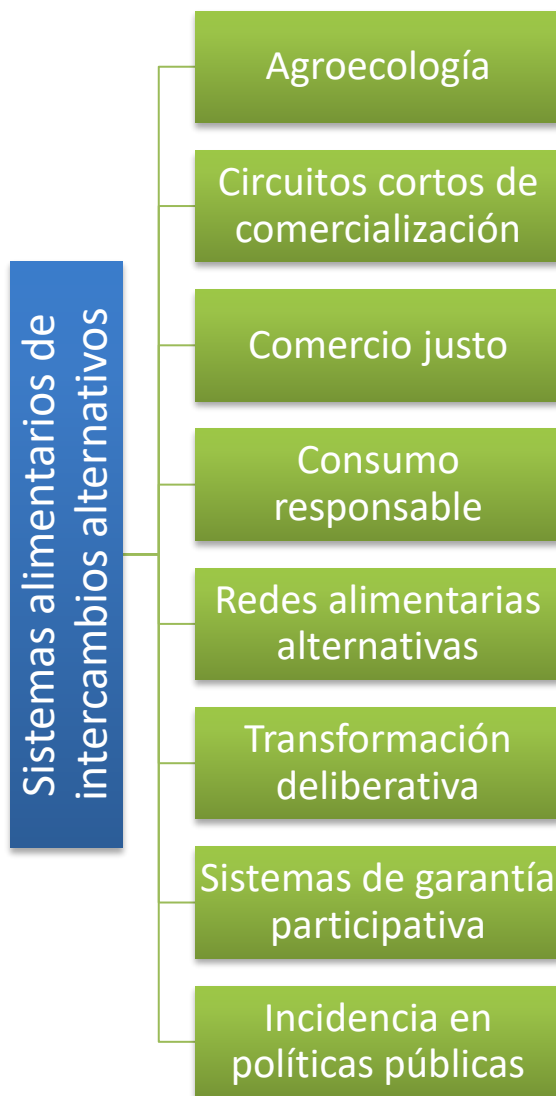 Sistemas alimentarios de
intercambios alternativos
Agroecología
Circuitos cortos de
comercialización
Comercio justo
Consumo
responsable
Redes alimentarias
alternativas
Transformación
deliberativa
Sistemas de garantía
participativa
Incidencia en
políticas públicas